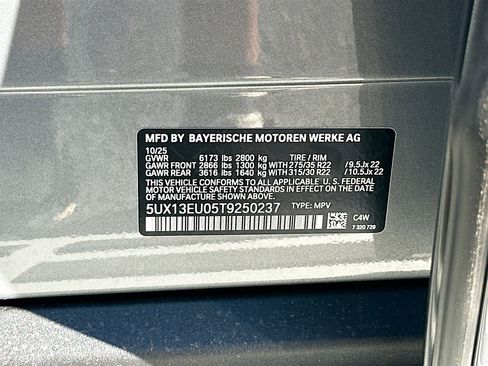 MFD BY BAYERISCHE MOTOREN WERKE AG
10/25
GVWR 6173 lbs 2800 kg TIRE / RIM
GAWR FRONT 2866 lbs 1300 kg 275/35 R22 / 9.5Jx 22
GAWR REAR 3616 lbs 1640 kg 315/30 R22 / 10.5Jx 22
THIS VEHICLE CONFORMS TO ALL APPLICABLE U. S. FEDERAL
MOTOR VEHICLE SAFETY STANDARDS IN EFFECT ON THE
DATE OF MANUFACTURE SHOWN ABOVE.
5UX13EU05T9250237 TYPE: MPV
C4W
7 320 729